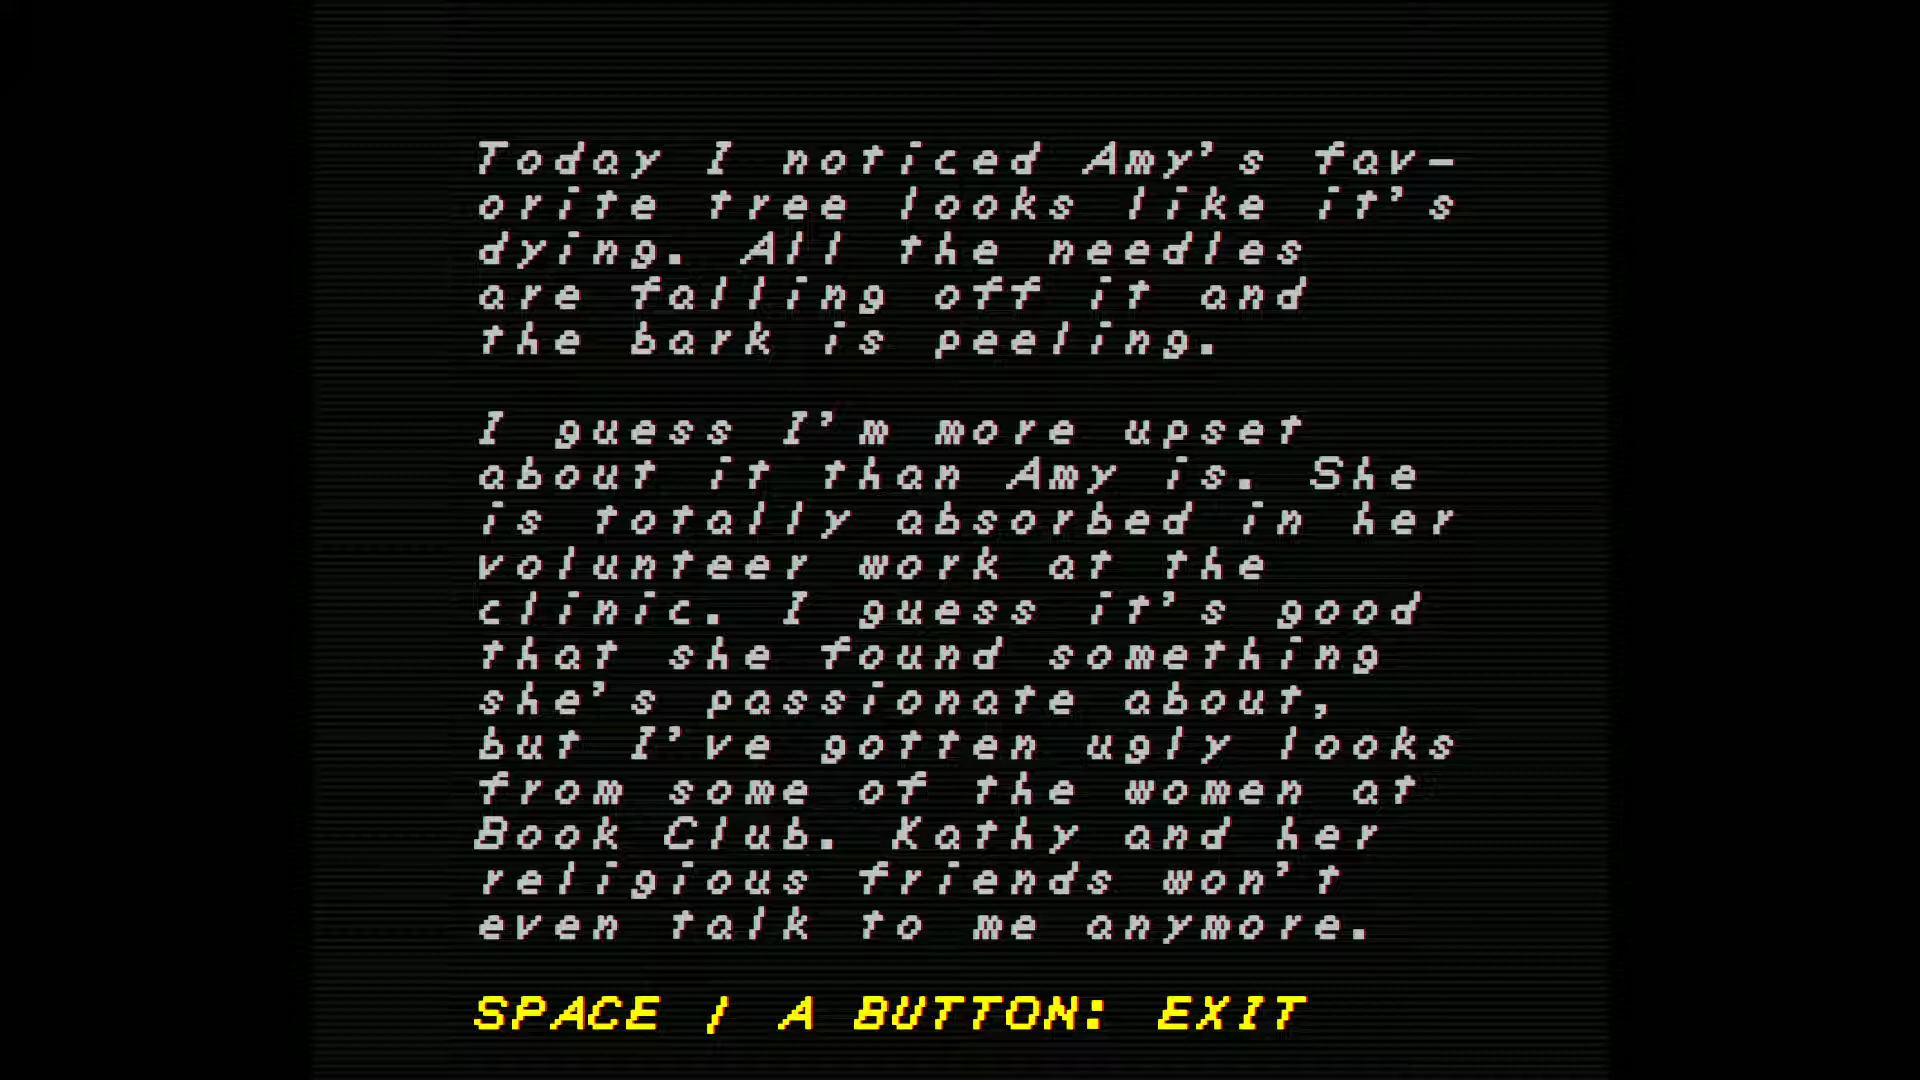 Today I noticed Amy's fav-
orite tree looks like it's
dying. All the needles
are falling off it and
the bark is peeling.
I guess I'm more upset
about it than Amy is. She
is totally absorbed in her
volunteer work at the
clinic. I guess it's good
that she found something
she's passionate about,
but I've gotten ugly looks
from some of the women at
Book Club. Kathy and her
religious friends won't
even talk to me anymore.
SPACE / A BUTTON: EXIT